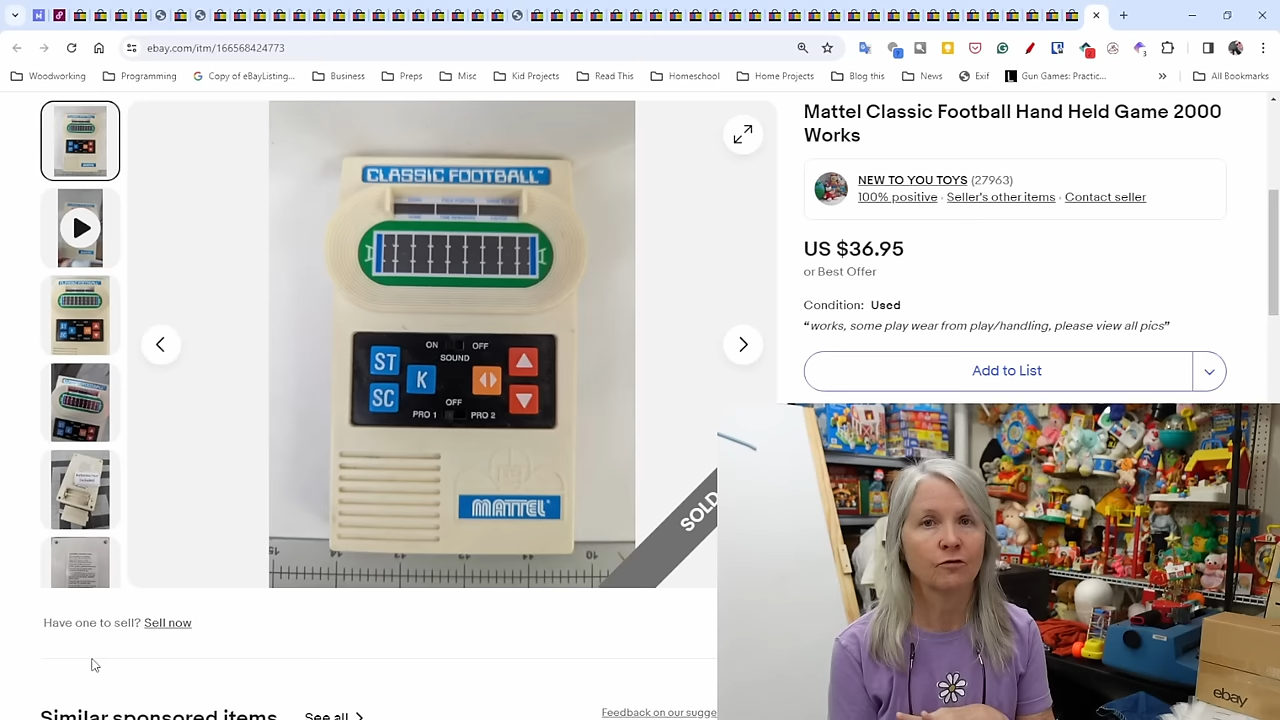 ebay.com/itm/166568424773
Woodworking
Programming
Copy of eBayListing...
Business
Preps
Misc
Kid Projects
Read This
Homeschool
Home Projects
Blog this
News
Exif
Gun Games: Practic...
»
All Bookmarks
Mattel Classic Football Hand Held Game 2000
Works
NEW TO YOU TOYS (27963)
100% positive · Seller's other items · Contact seller
US $36.95
or Best Offer
Condition: Used
“works, some play wear from play/handling, please view all pics”
Add to List
CLASSIC FOOTBALL
ON OFF
SOUND
ST
K
SC
OFF
PRO 1 PRO 2
MATTEL
SOLD
Have one to sell? Sell now
Similar sponsored items See all
Feedback on our sugge
ebay